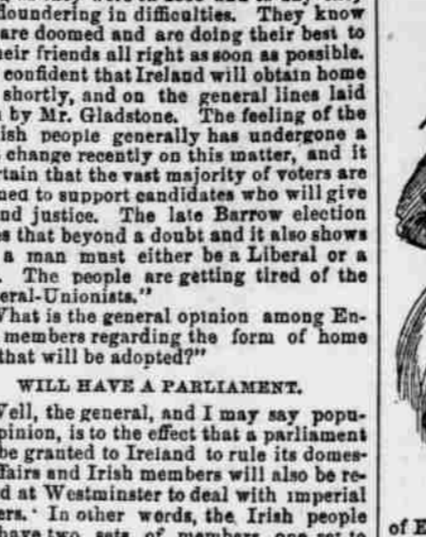 floundering in difficulties. They know
are doomed and are doing their best to
heir friends all right as soon as possible.
confident that Ireland will obtain home
shortly, and on the general lines laid
by Mr. Gladstone. The feeling of the
ish people generally has undergone a
change recently on this matter, and it
rtain that the vast majority of voters are
ned to support candidates who will give
nd justice. The late Barrow election
s that beyond a doubt and it also shows
a man must either be a Liberal or a
. The people are getting tired of the
eral-Unionists."
What is the general opinion among En-
members regarding the form of home
that will be adopted?"
WILL HAVE A PARLIAMENT.
Well, the general, and I may say popu-
pinion, is to the effect that a parliament
be granted to Ireland to rule its domes-
ffairs and Irish members will also be re-
d at Westminster to deal with imperial
ers. In other words, the Irish people
have two sets of members, one set to
of E